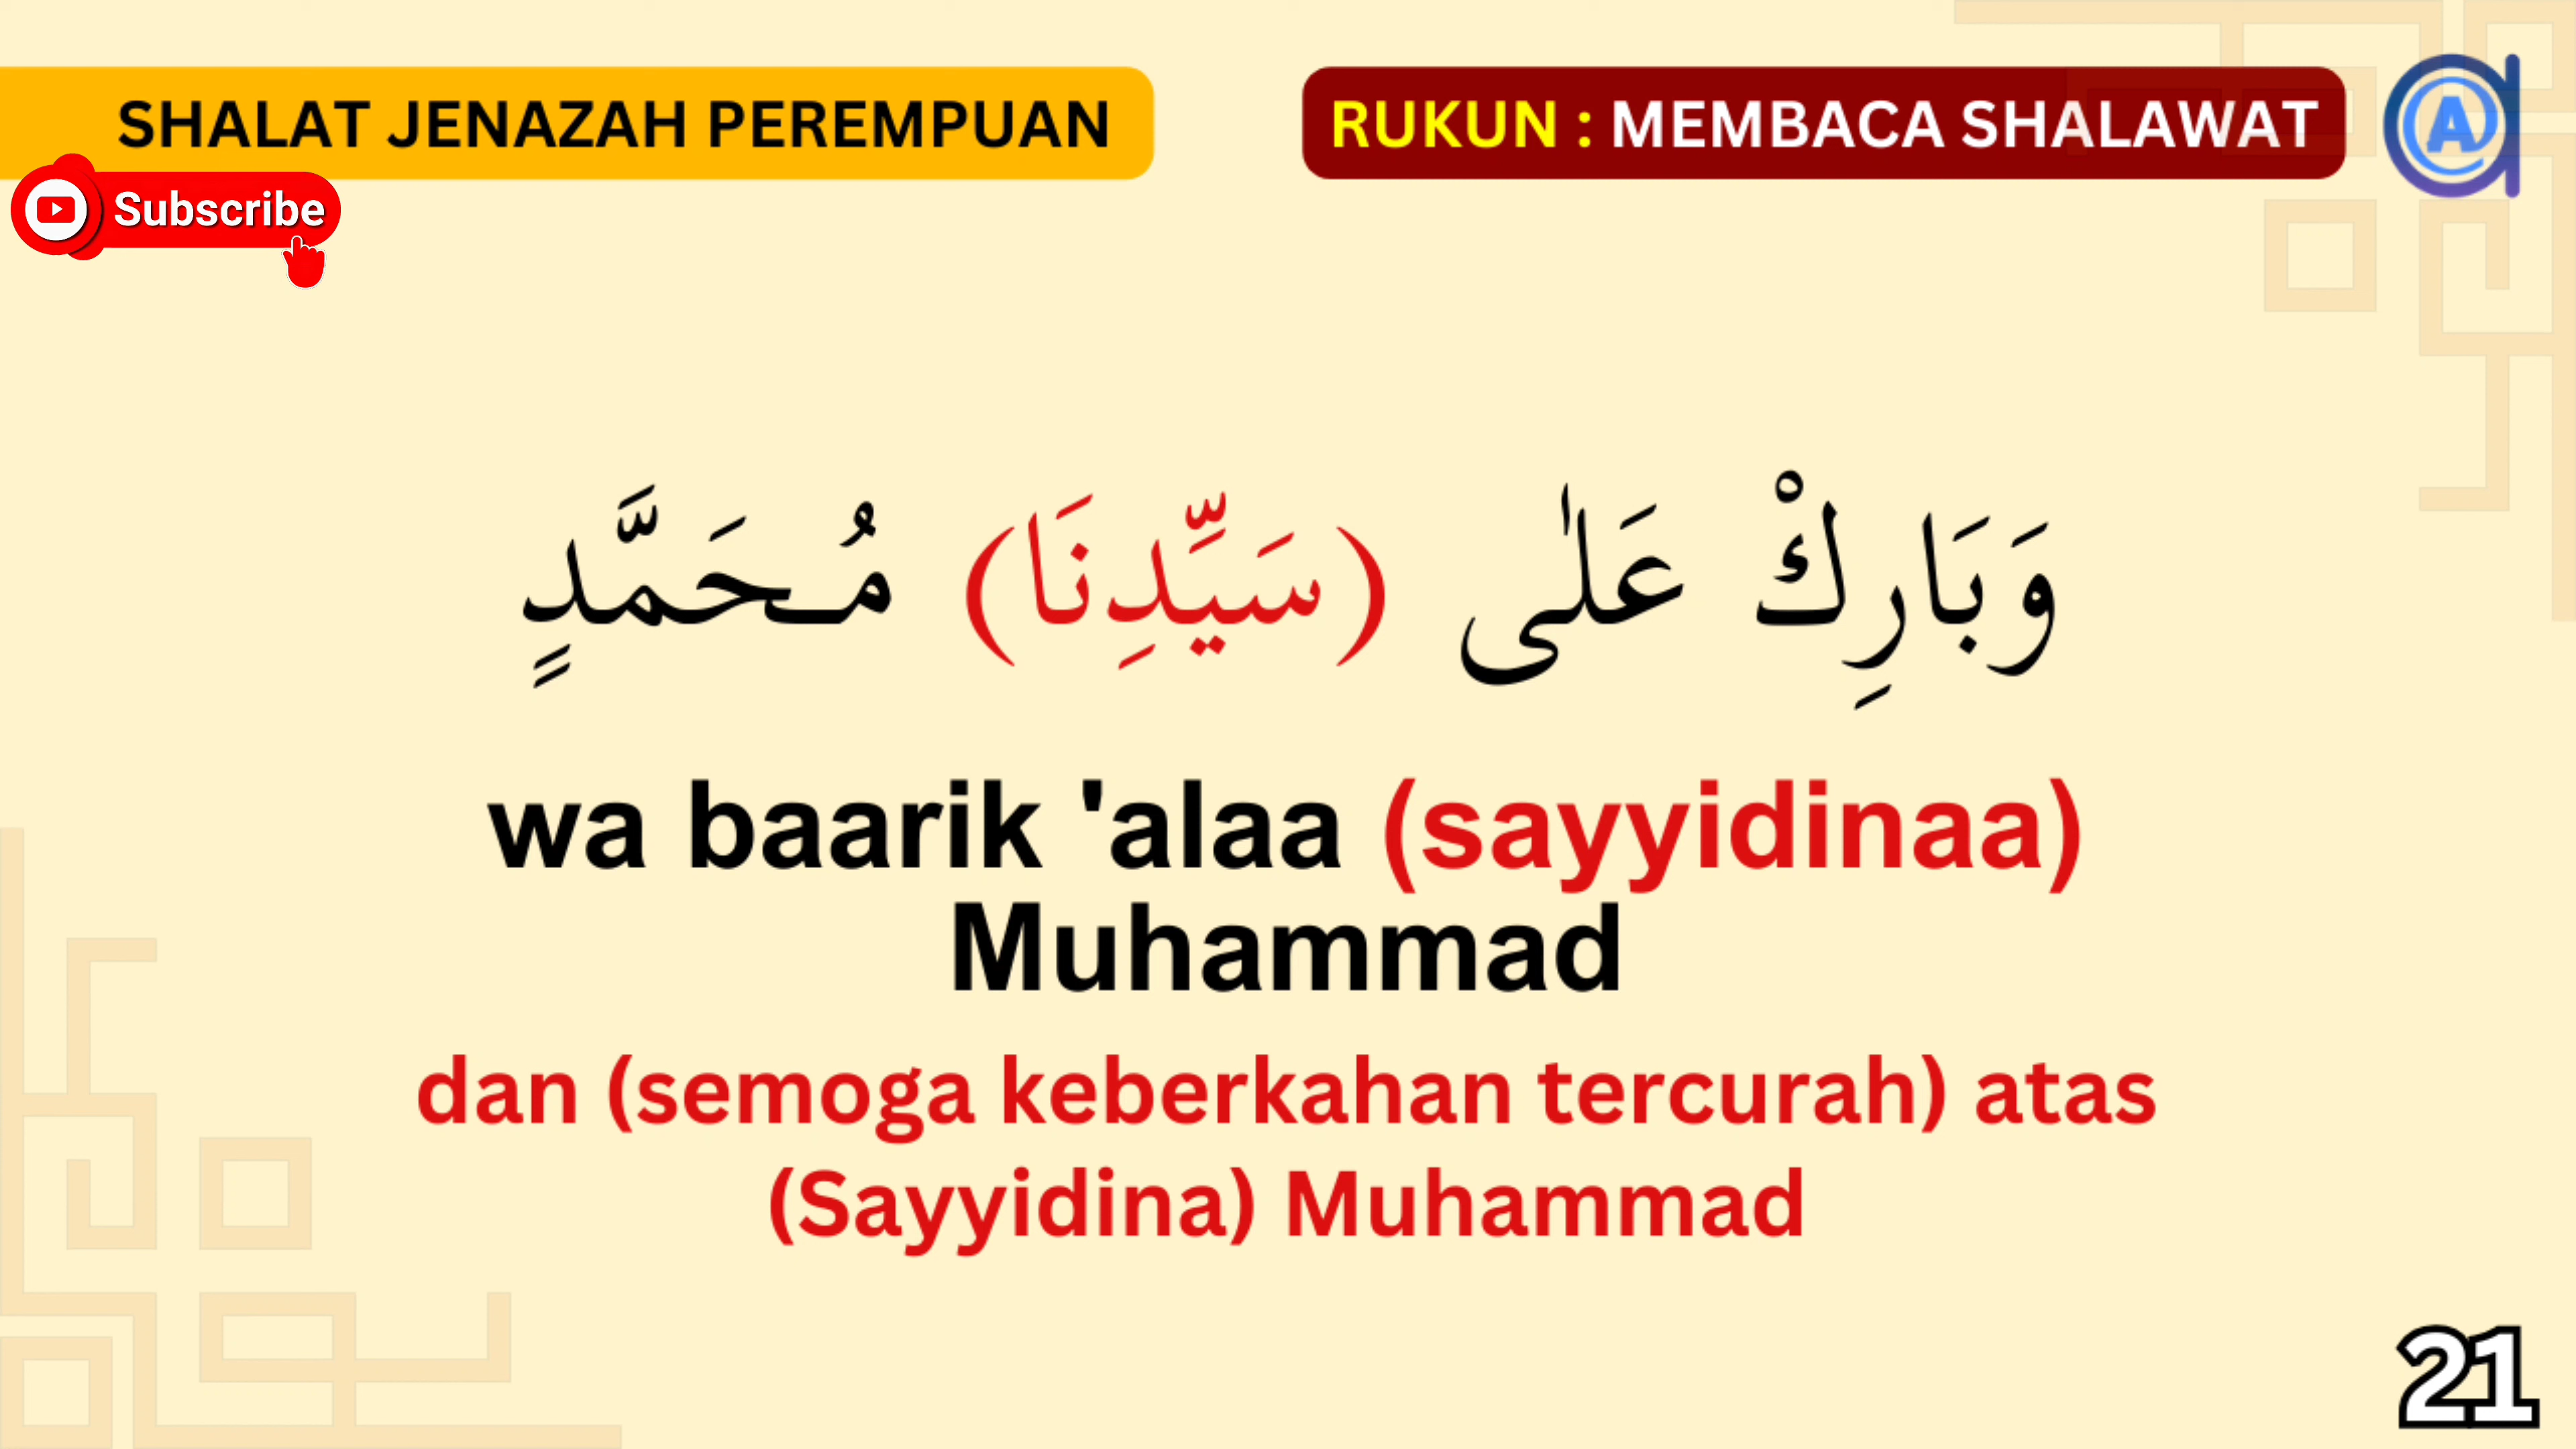 SHALAT JENAZAH PEREMPUAN
RUKUN : MEMBACA SHALAWAT
A
Subscribe
وَبَارِكْ عَلٰى (سَيِّدِنَا) مُـحَمَّدٍ
wa baarik 'alaa (sayyidinaa)
Muhammad
dan (semoga keberkahan tercurah) atas
(Sayyidina) Muhammad
21